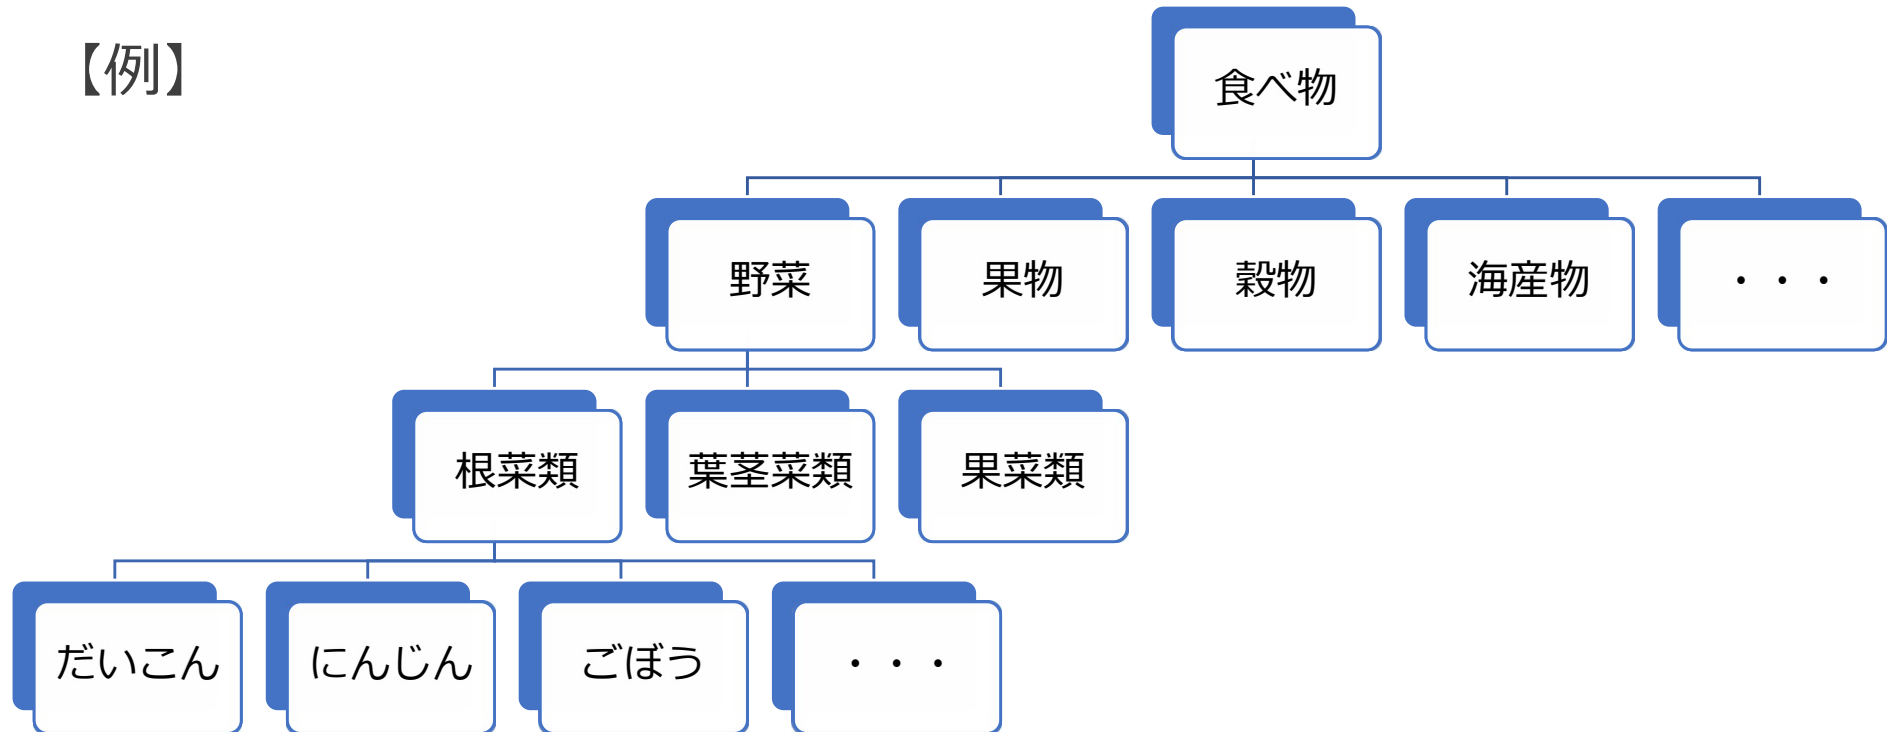 【例】
食べ物
野菜
果物
穀物
海産物
・・・
根菜類
葉茎菜類
果菜類
だいこん
にんじん
ごぼう
・・・